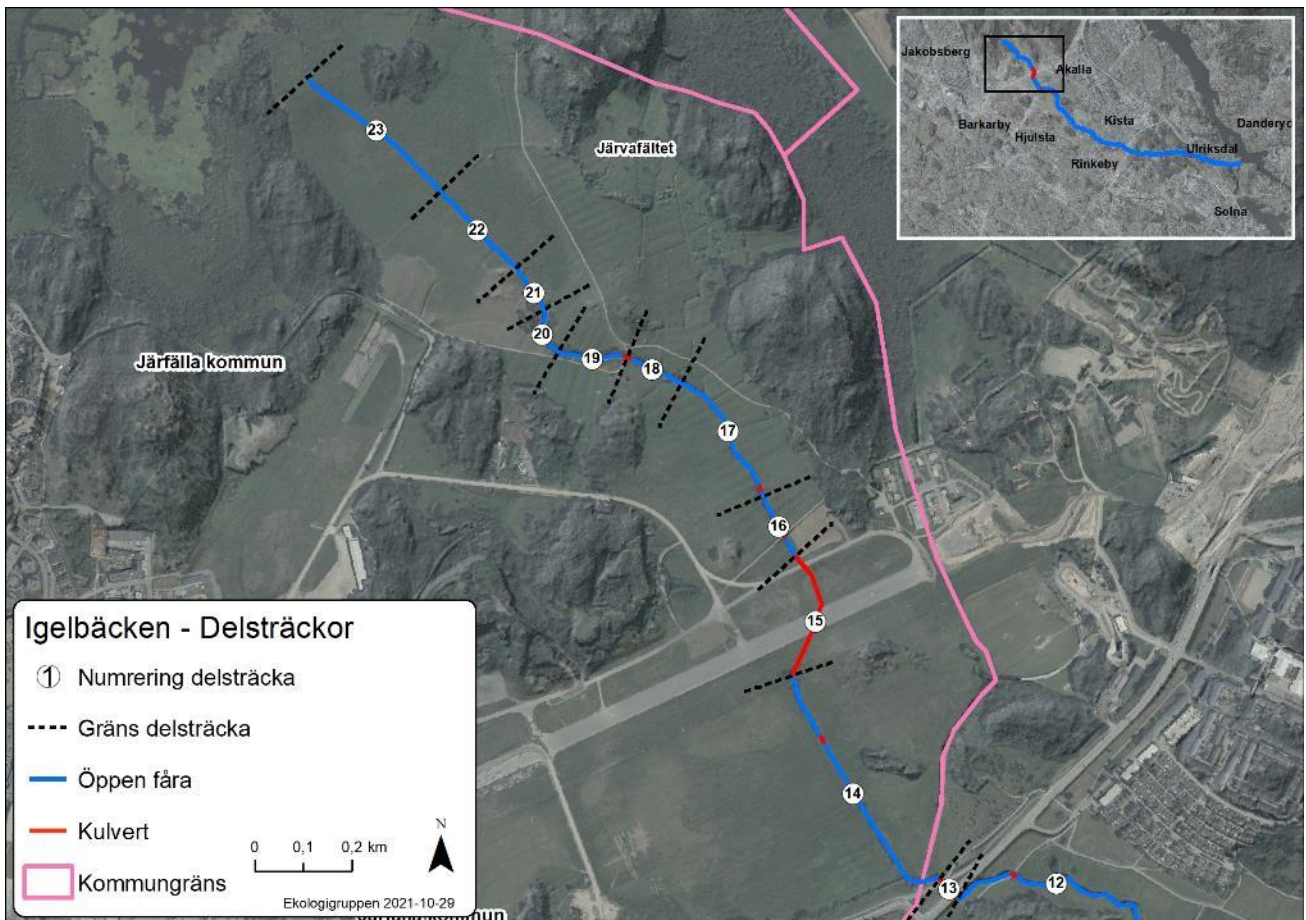 Järvafältet
Järfälla kommun
23
22
21
20
19
18
17
16
15
14
13
12
Jakobsberg
Akalla
Barkarby
Hjulsta
Kista
Rinkeby
Danderyd
Ulriksdal
Solna
Igelbäcken - Delsträckor
1 Numrering delsträcka
Gräns delsträcka
Öppen fåra
Kulvert
Kommungräns
0 0,1 0,2 km
N
Ekologigruppen 2021-10-29
Järfälla kommun